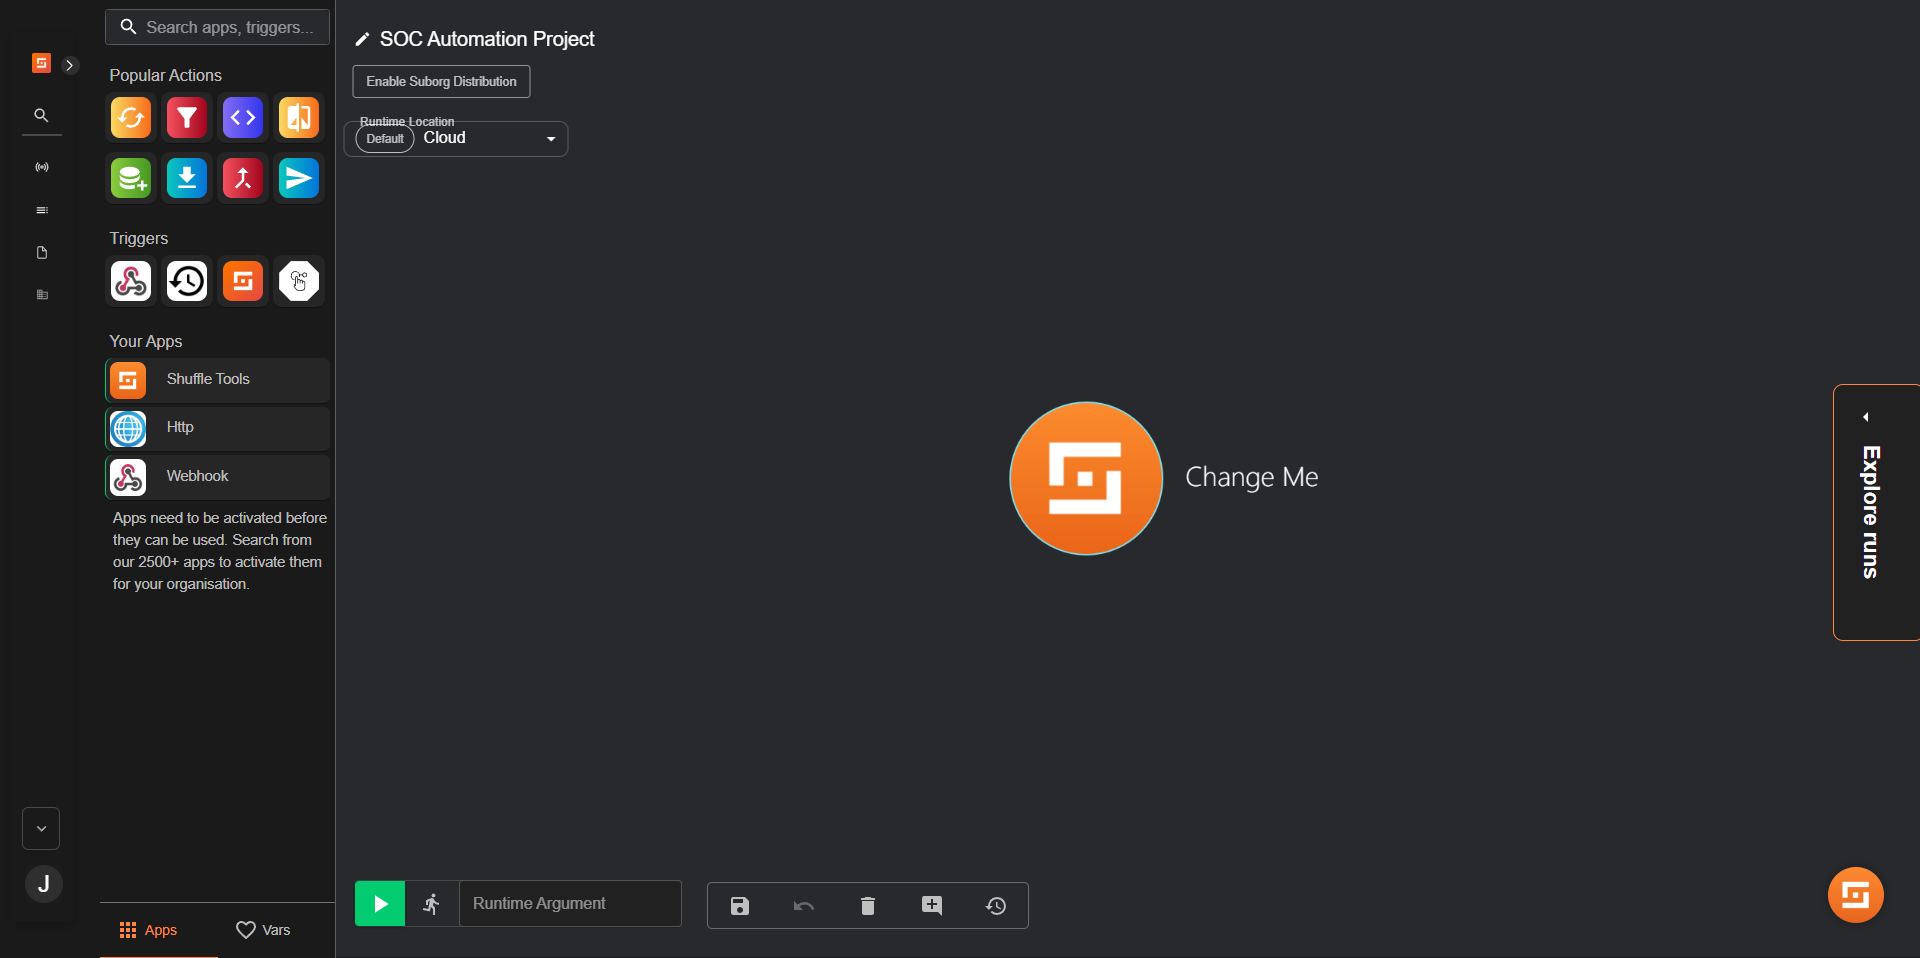 Search apps, triggers...
Popular Actions
Triggers
Your Apps
Shuffle Tools
Http
Webhook
Apps need to be activated before
they can be used. Search from
our 2500+ apps to activate them
for your organisation.
J
Apps
Vars
SOC Automation Project
Enable Suborg Distribution
Runtime Location
Default
Cloud
Change Me
Explore runs
Runtime Argument